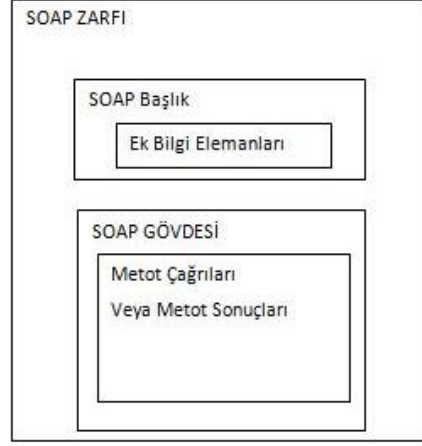 SOAP ZARFI
SOAP Başlık
Ek Bilgi Elemanları
SOAP GÖVDESİ
Metot Çağrıları
Veya Metot Sonuçları